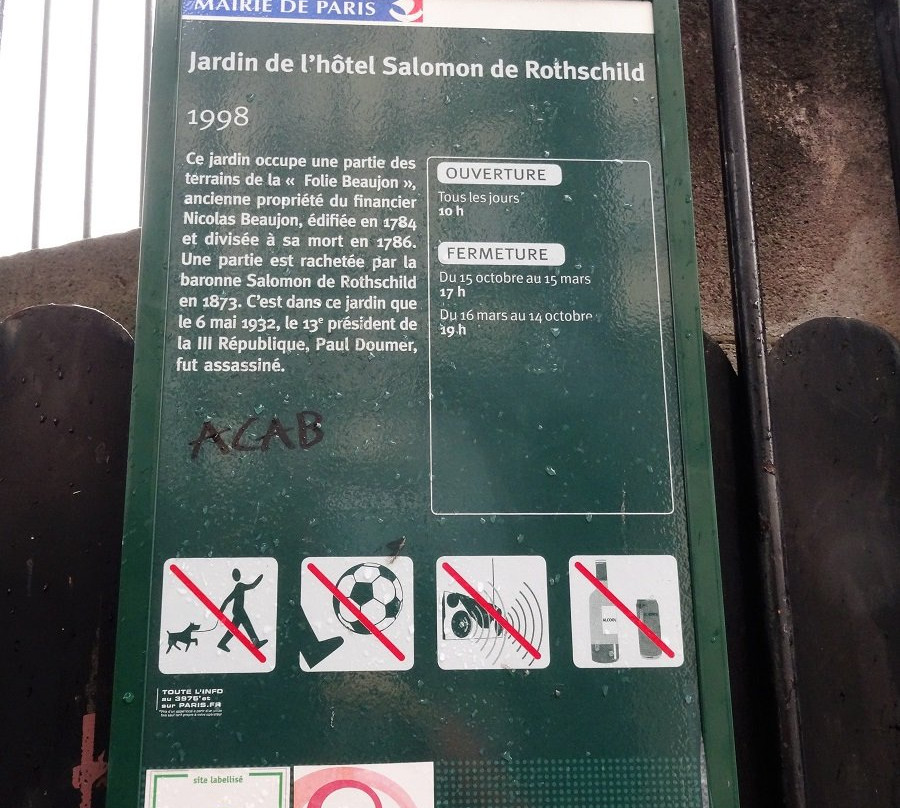 MAIRIE DE PARIS
Jardin de l'hôtel Salomon de Rothschild
1998
Ce jardin occupe une partie des
terrains de la « Folie Beaujon »,
ancienne propriété du financier
Nicolas Beaujon, édifiée en 1784
et divisée à sa mort en 1786.
Une partie est rachetée par la
baronne Salomon de Rothschild
en 1873. C'est dans ce jardin que
le 6 mai 1932, le 13e président de
la III République, Paul Doumer,
fut assassiné.
OUVERTURE
Tous les jours
10 h
FERMETURE
Du 15 octobre au 15 mars
17 h
Du 16 mars au 14 octobre
19 h
ACAB
ALCOOL
TOUTE L'INFO
au 3975* et
sur PARIS.FR
site labellisé